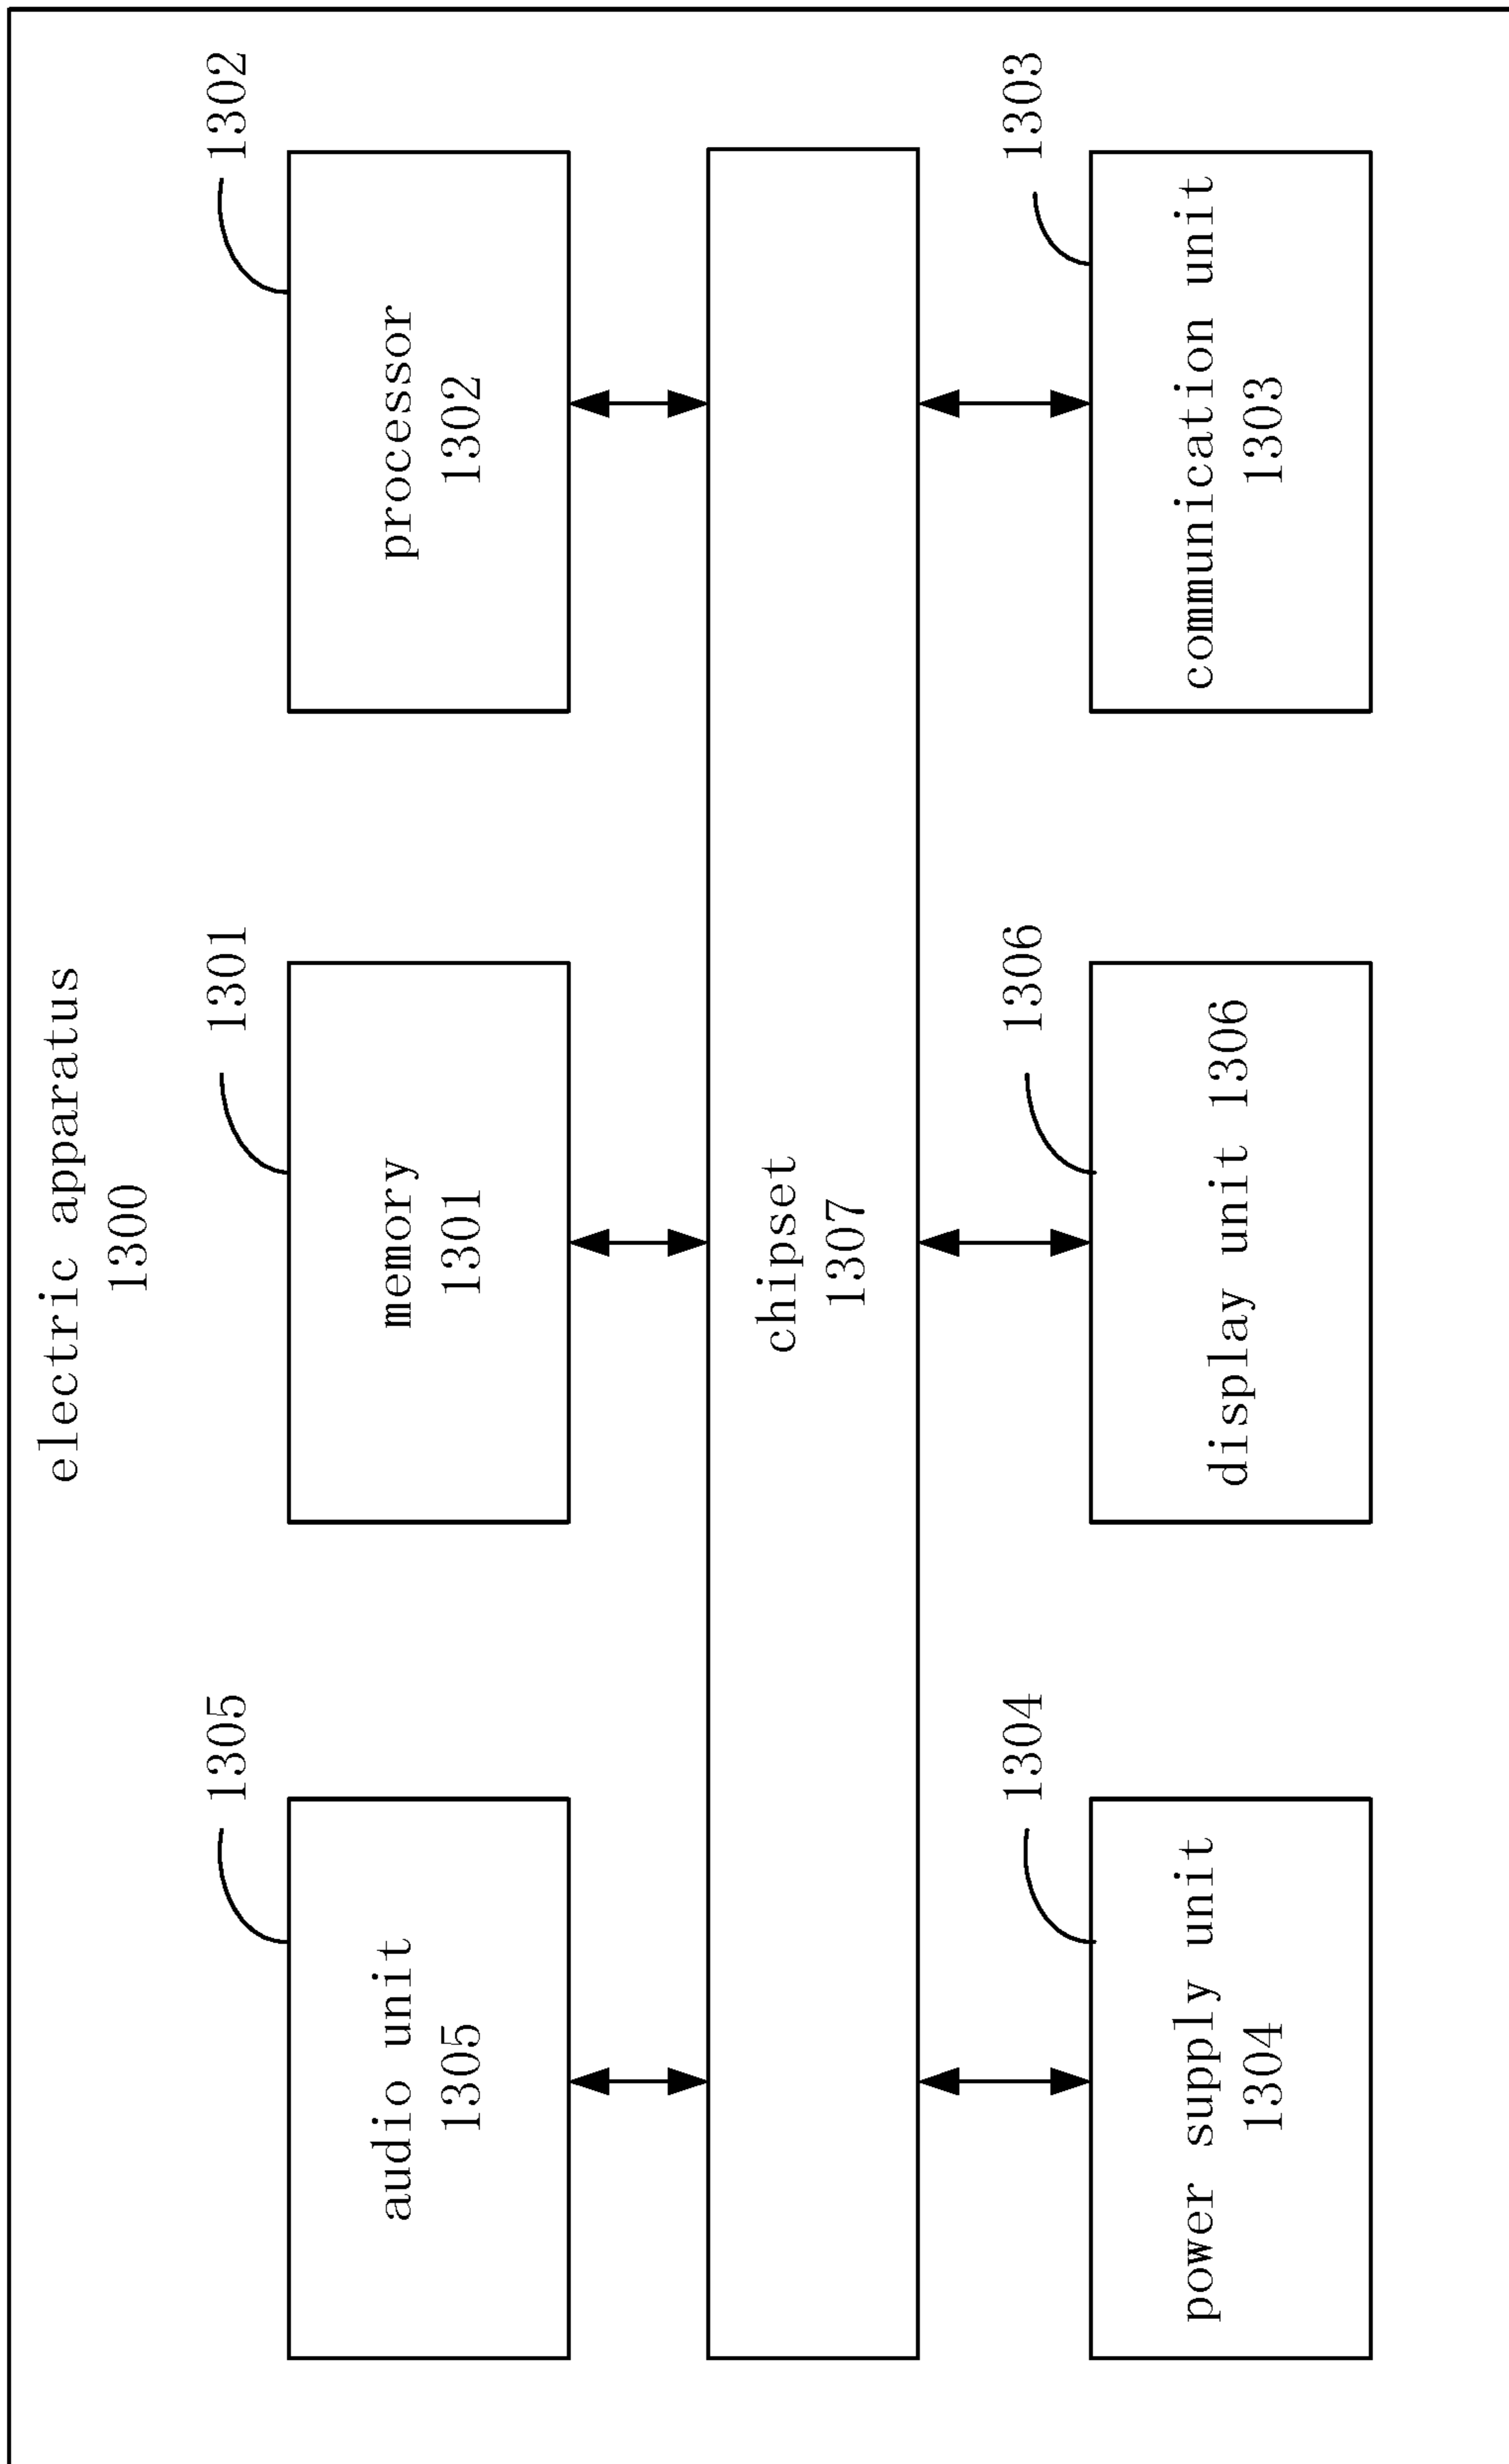 electric apparatus
1300
1305
1301
1302
audio unit
1305
memory
1301
processor
1302
chipset
1307
1304
1306
1303
power supply unit
1304
display unit 1306
communication unit
1303